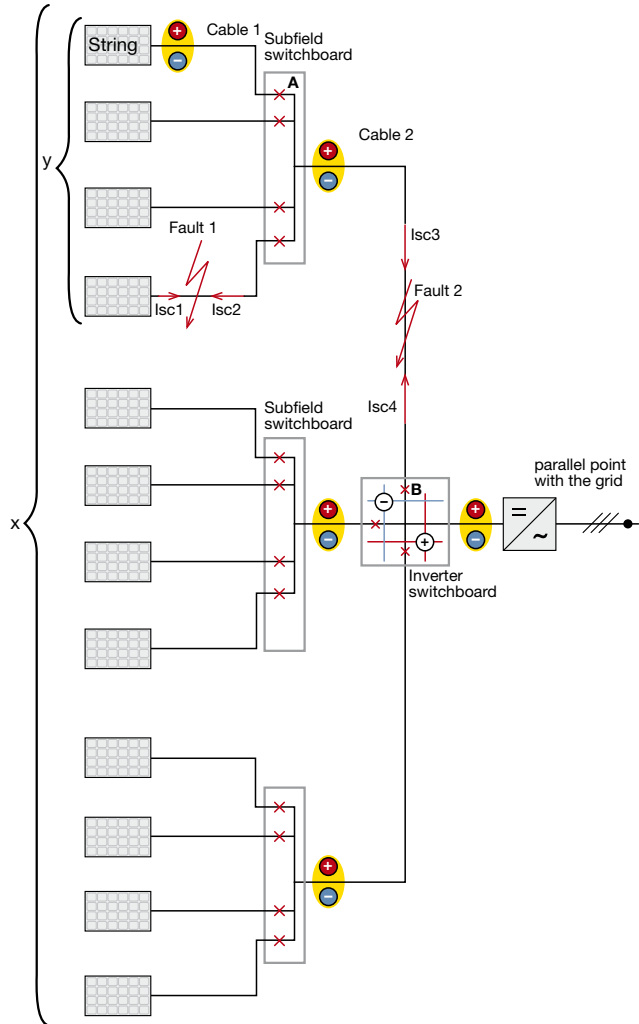 String
+
−
Cable 1
Subfield
switchboard
A
Cable 2
+
−
y
Fault 1
Isc1
Isc2
Isc3
Fault 2
Isc4
Subfield
switchboard
x
+
−
B
−
+
Inverter
switchboard
+
−
=
~
parallel point
with the grid
+
−